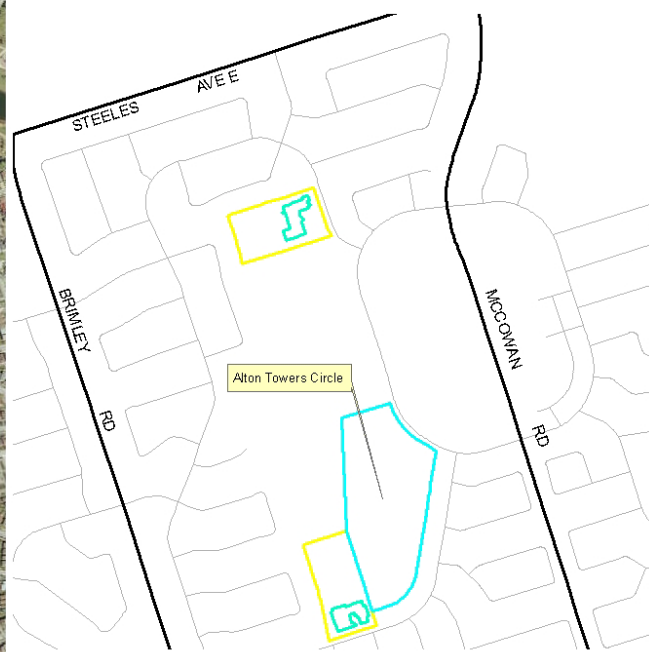 STEELES AVE E
BRIMLEY RD
MCCOWAN RD
Alton Towers Circle